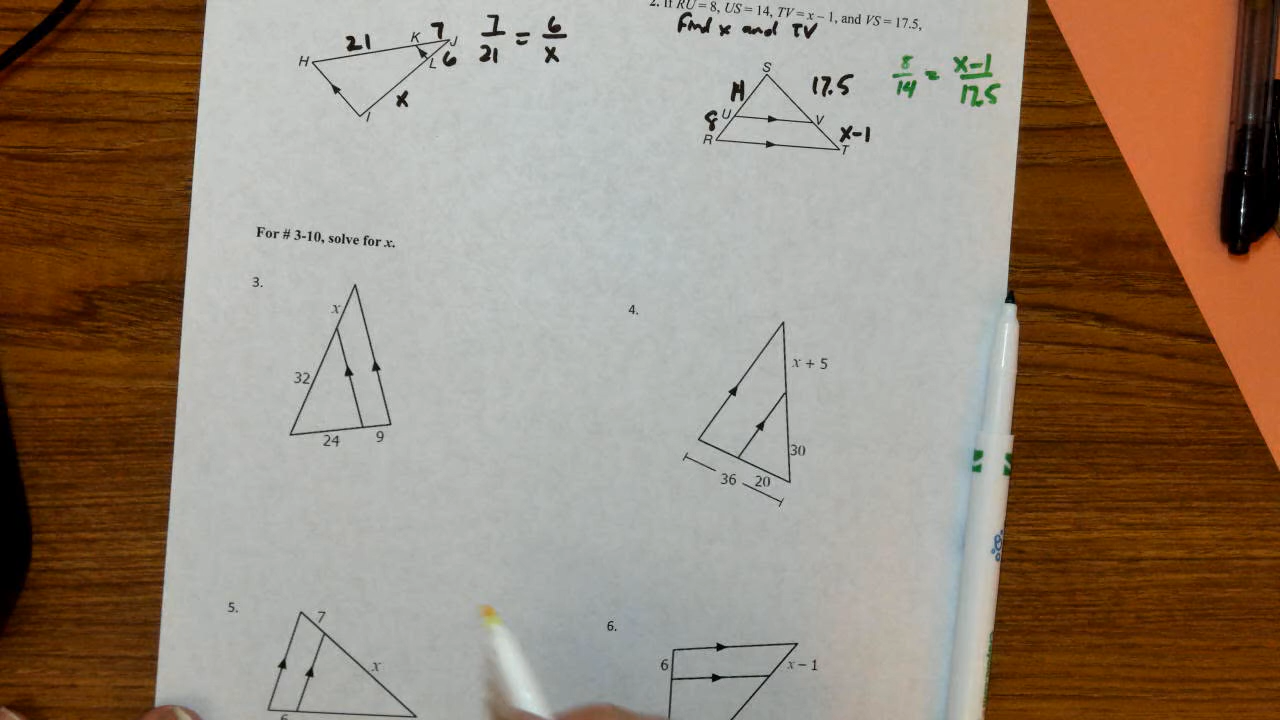 2. If RU = 8, US = 14, TV = x − 1, and VS = 17.5,
Find x and TV
21 K 7 J
H 6
L
x
I
7/21 = 6/x
S
14 17.5
8 U V x-1
R T
8/14 = x-1/17.5
For # 3-10, solve for x.
3.
x
32
24 9
4.
x + 5
30
36 20
5.
7
x
6
6.
6 x − 1